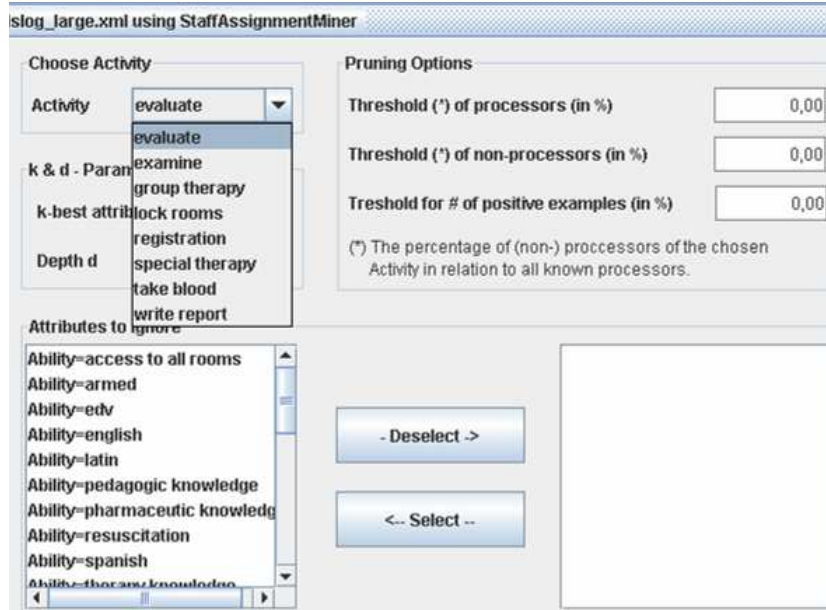 slog_large.xml using StaffAssignmentMiner
Choose Activity
Activity evaluate
evaluate
examine
group therapy
lock rooms
registration
special therapy
take blood
write report
k & d - Param
k-best attrib
Depth d
Pruning Options
Threshold (*) of processors (in %) 0,00
Threshold (*) of non-processors (in %) 0,00
Treshold for # of positive examples (in %) 0,00
(*) The percentage of (non-) proccessors of the chosen
Activity in relation to all known processors.
Attributes to Ignore
Ability=access to all rooms
Ability=armed
Ability=edv
Ability=english
Ability=latin
Ability=pedagogic knowledge
Ability=pharmaceutic knowledg
Ability=resuscitation
Ability=spanish
Ability=therapy knowledge
- Deselect ->
<-- Select --